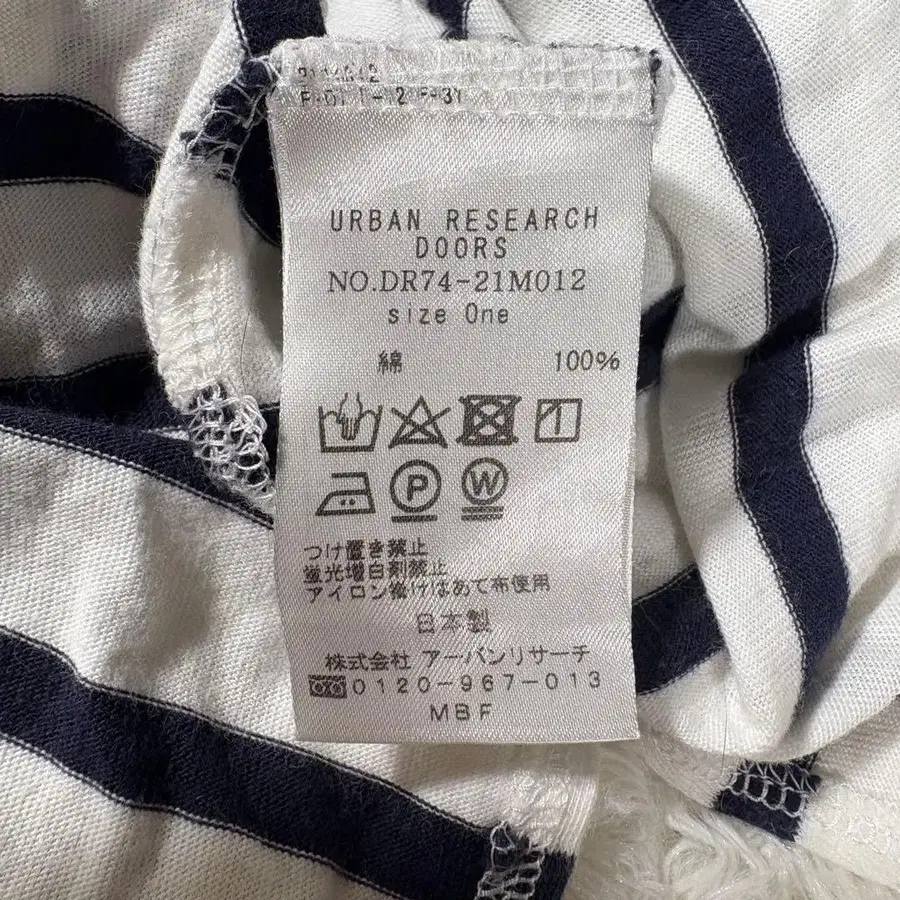 URBAN RESEARCH
DOORS
NO.DR74-21M012
size One
綿 100%
P W
つけ置き禁止
蛍光増白剤禁止
アイロン掛けはあて布使用
日本製
株式会社 アーバンリサーチ
0120-967-013
MBF